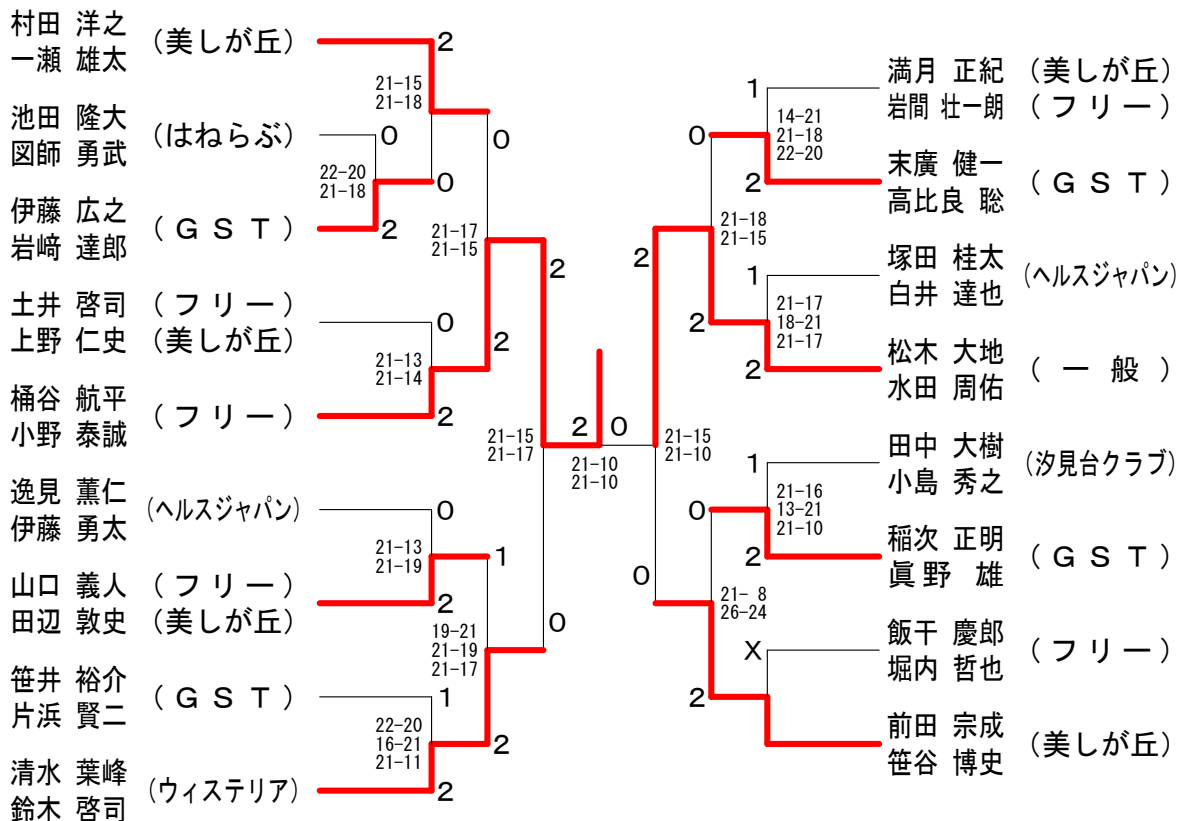 村田 洋之
一瀬 雄太
(美しが丘)
2
21-15
21-18
池田 隆大
図師 勇武
(はねらぶ)
0
22-20
21-18
0
伊藤 広之
岩﨑 達郎
(GST)
2
0
21-17
21-15
2
土井 啓司
上野 仁史
(フリー)
(美しが丘)
0
21-13
21-14
2
桶谷 航平
小野 泰誠
(フリー)
2
21-15
21-17
逸見 薫仁
伊藤 勇太
(ヘルスジャパン)
0
21-13
21-19
1
山口 義人
田辺 敦史
(フリー)
(美しが丘)
2
19-21
21-19
21-17
0
笹井 裕介
片浜 賢二
(GST)
1
22-20
16-21
21-11
2
清水 葉峰
鈴木 啓司
(ウィステリア)
2
2
0
21-10
21-10
満月 正紀
岩間 壮一朗
(美しが丘)
(フリー)
1
14-21
21-18
22-20
0
末廣 健一
高比良 聡
(GST)
2
21-18
21-15
2
塚田 桂太
白井 達也
(ヘルスジャパン)
1
21-17
18-21
21-17
2
松木 大地
水田 周佑
(一般)
2
21-15
21-10
田中 大樹
小島 秀之
(汐見台クラブ)
1
21-16
13-21
21-10
0
稲次 正明
眞野 雄
(GST)
2
0
21- 8
26-24
飯干 慶郎
堀内 哲也
(フリー)
X
2
前田 宗成
笹谷 博史
(美しが丘)